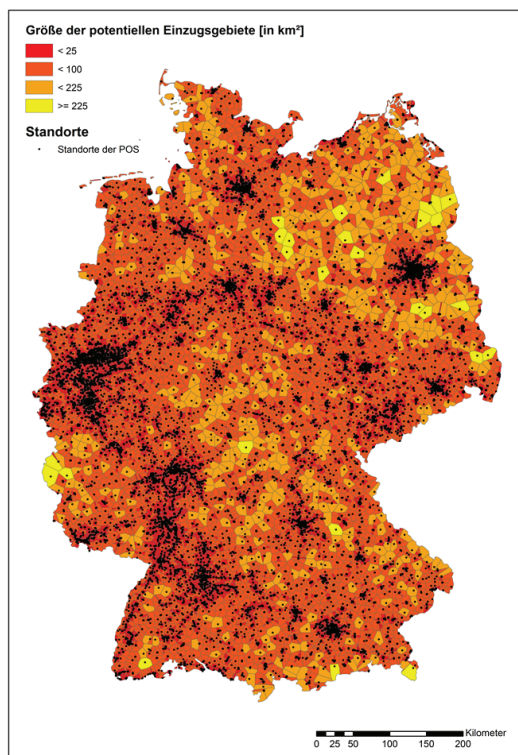 Größe der potentiellen Einzugsgebiete [in km²]
< 25
< 100
< 225
>= 225
Standorte
Standorte der POS
Kilometer
0 25 50 100 150 200